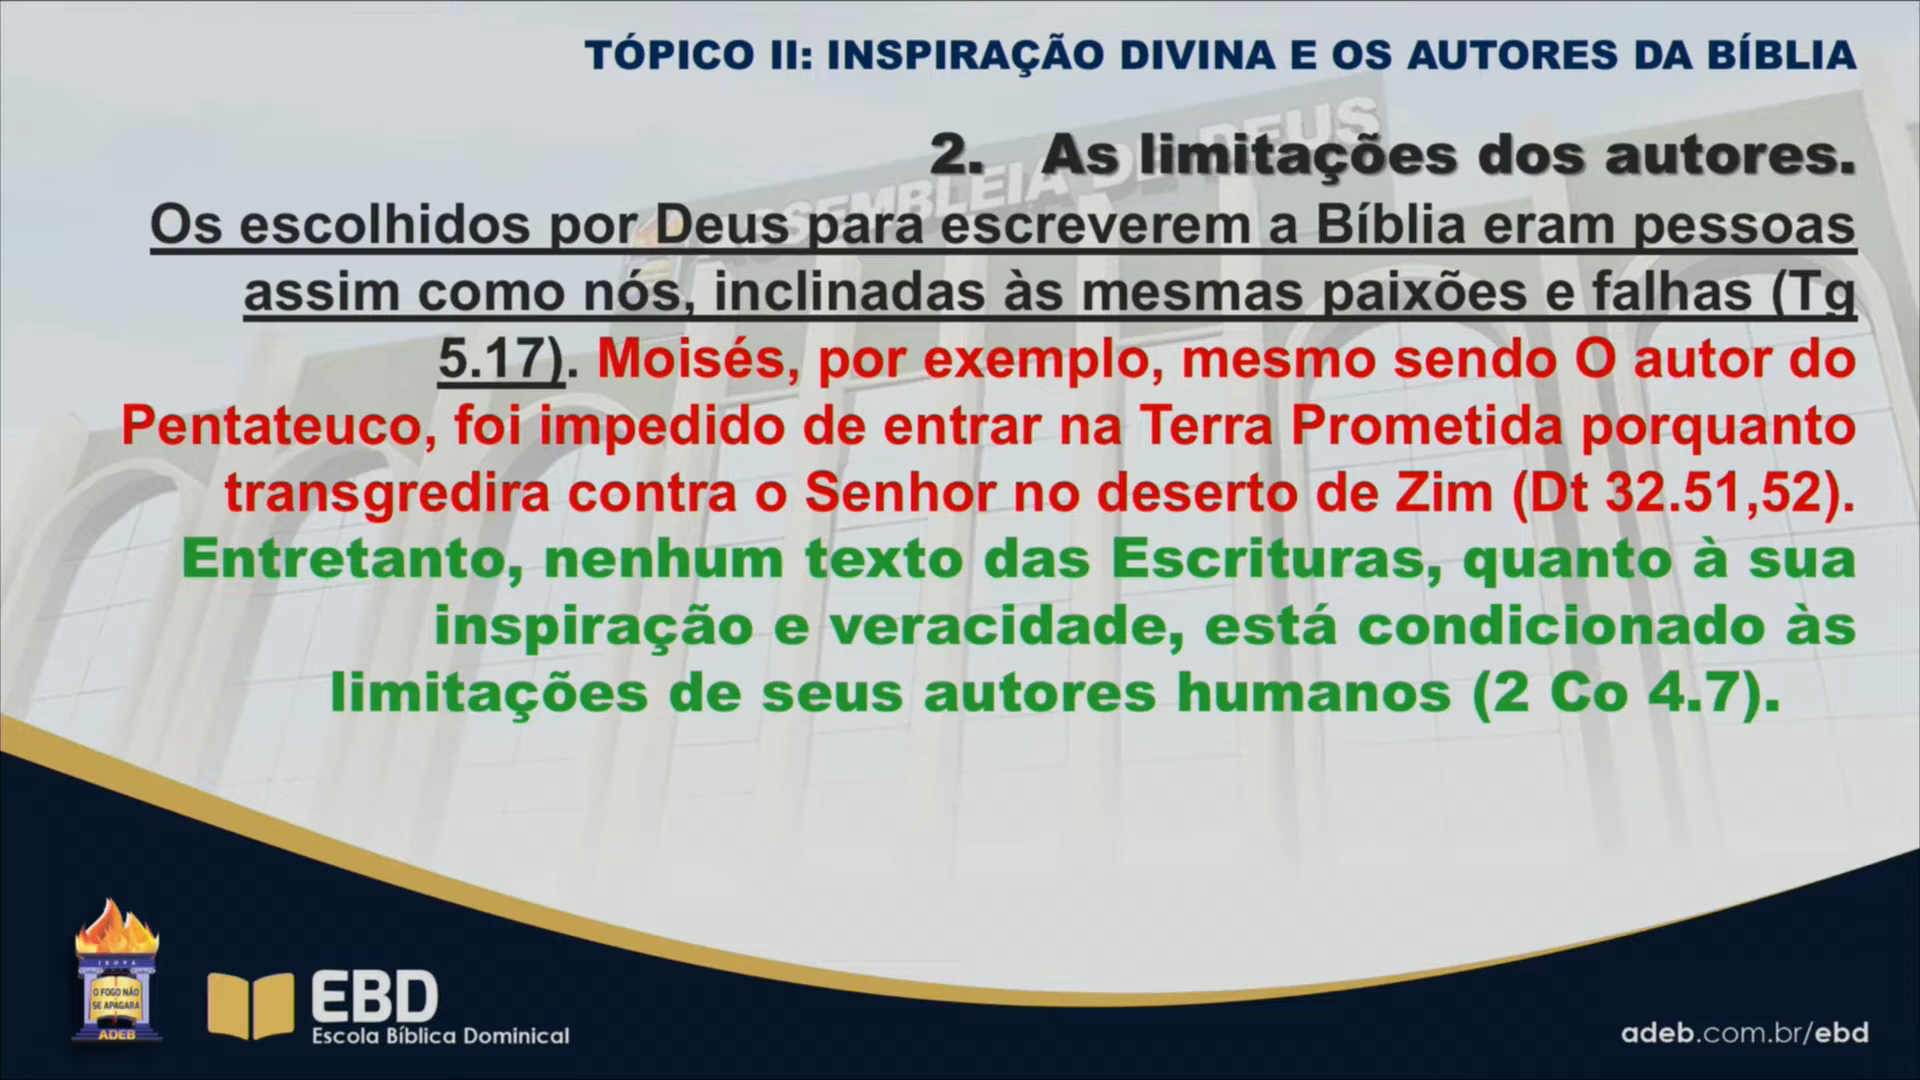 TÓPICO II: INSPIRAÇÃO DIVINA E OS AUTORES DA BÍBLIA
2. As limitações dos autores.
Os escolhidos por Deus para escreverem a Bíblia eram pessoas
assim como nós, inclinadas às mesmas paixões e falhas (Tg
5.17). Moisés, por exemplo, mesmo sendo O autor do
Pentateuco, foi impedido de entrar na Terra Prometida porquanto
transgredira contra o Senhor no deserto de Zim (Dt 32.51,52).
Entretanto, nenhum texto das Escrituras, quanto à sua
inspiração e veracidade, está condicionado às
limitações de seus autores humanos (2 Co 4.7).
ASSEMBLEIA DE DEUS
JEOVÁ
O FOGO NÃO
SE APAGARÁ
ADEB
EBD
Escola Bíblica Dominical
adeb.com.br/ebd